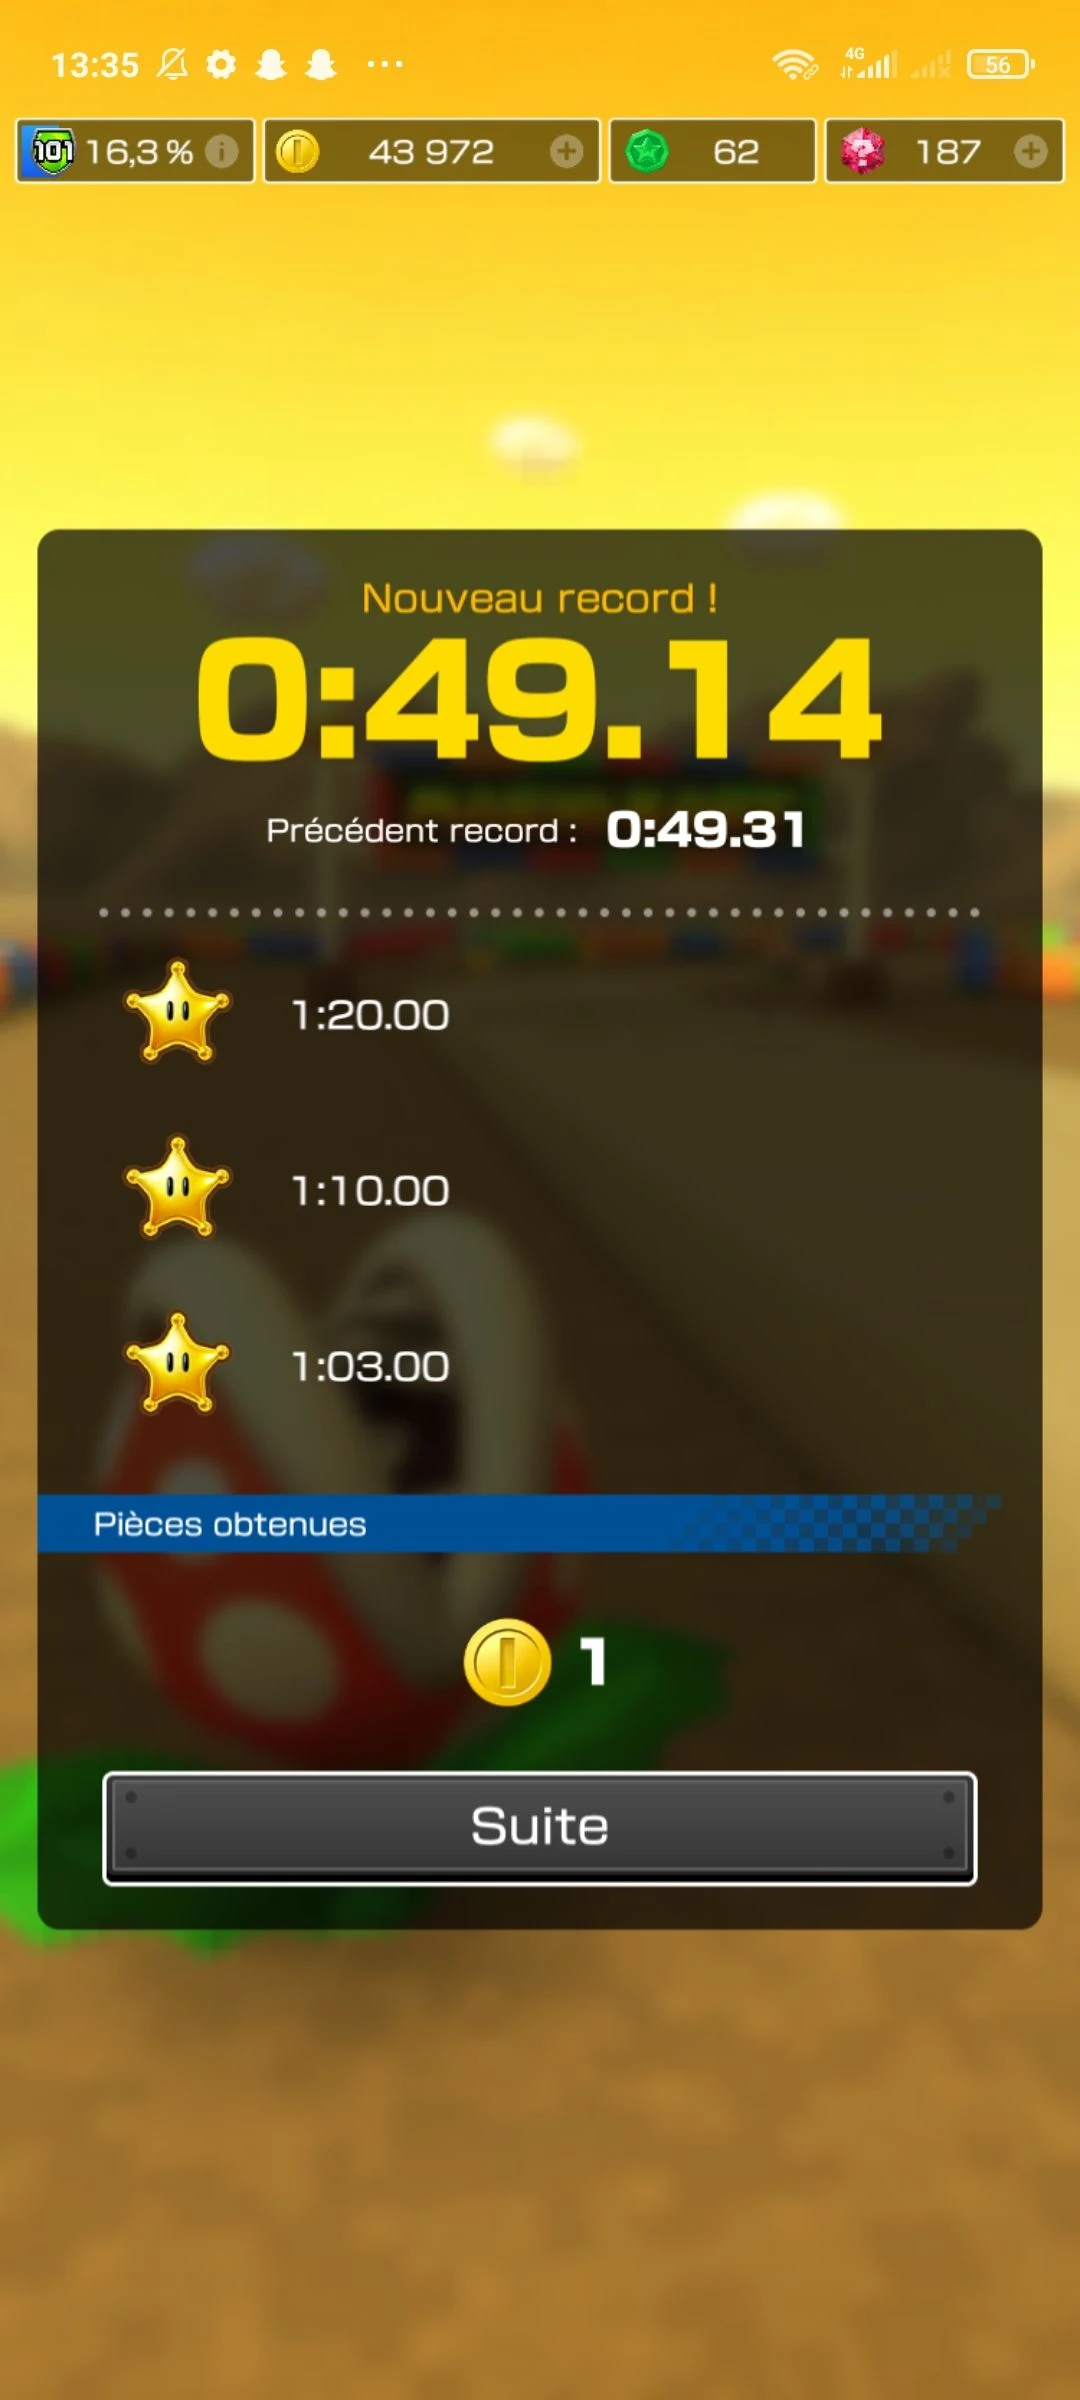 13:35 ... 4G 56
101 16,3 % i 43 972 + 62 187 +
Nouveau record !
0:49.14
Précédent record : 0:49.31
1:20.00
1:10.00
1:03.00
Pièces obtenues
1
Suite